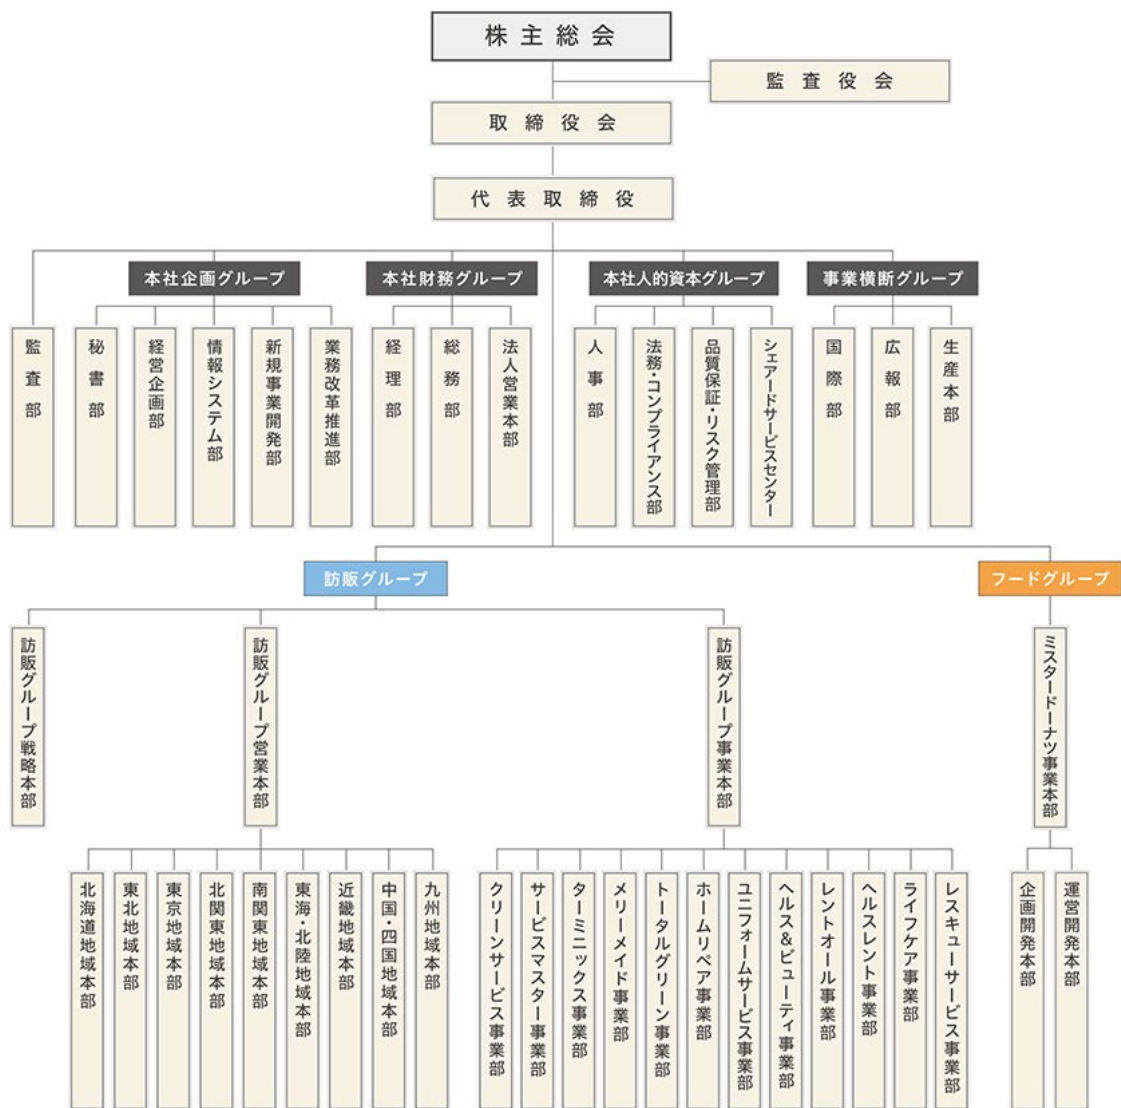 株主総会
監査役会
取締役会
代表取締役
本社企画グループ
本社財務グループ
本社人的資本グループ
事業横断グループ
監査部
秘書部
経営企画部
情報システム部
新規事業開発部
業務改革推進部
経理部
総務部
法人営業本部
人事部
法務・コンプライアンス部
品質保証・リスク管理部
シェアードサービスセンター
国際部
広報部
生産本部
訪販グループ
フードグループ
訪販グループ戦略本部
訪販グループ営業本部
訪販グループ事業本部
ミスタードーナツ事業本部
北海道地域本部
東北地域本部
東京地域本部
北関東地域本部
南関東地域本部
東海・北陸地域本部
近畿地域本部
中国・四国地域本部
九州地域本部
クリーンサービス事業部
サービスマスター事業部
ターミニックス事業部
メリーメイド事業部
トータルグリーン事業部
ホームリペア事業部
ユニフォームサービス事業部
ヘルス&ビューティ事業部
レントオール事業部
ヘルスレント事業部
ライフケア事業部
レスキューサービス事業部
企画開発本部
運営開発本部